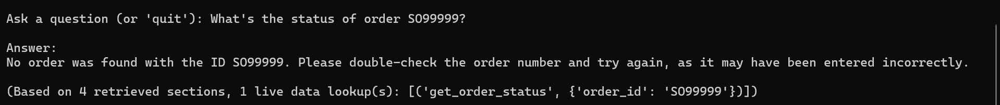 Ask a question (or 'quit'): What's the status of order SO99999?
Answer:
No order was found with the ID SO99999. Please double-check the order number and try again, as it may have been entered incorrectly.
(Based on 4 retrieved sections, 1 live data lookup(s): [('get_order_status', {'order_id': 'SO99999'})])